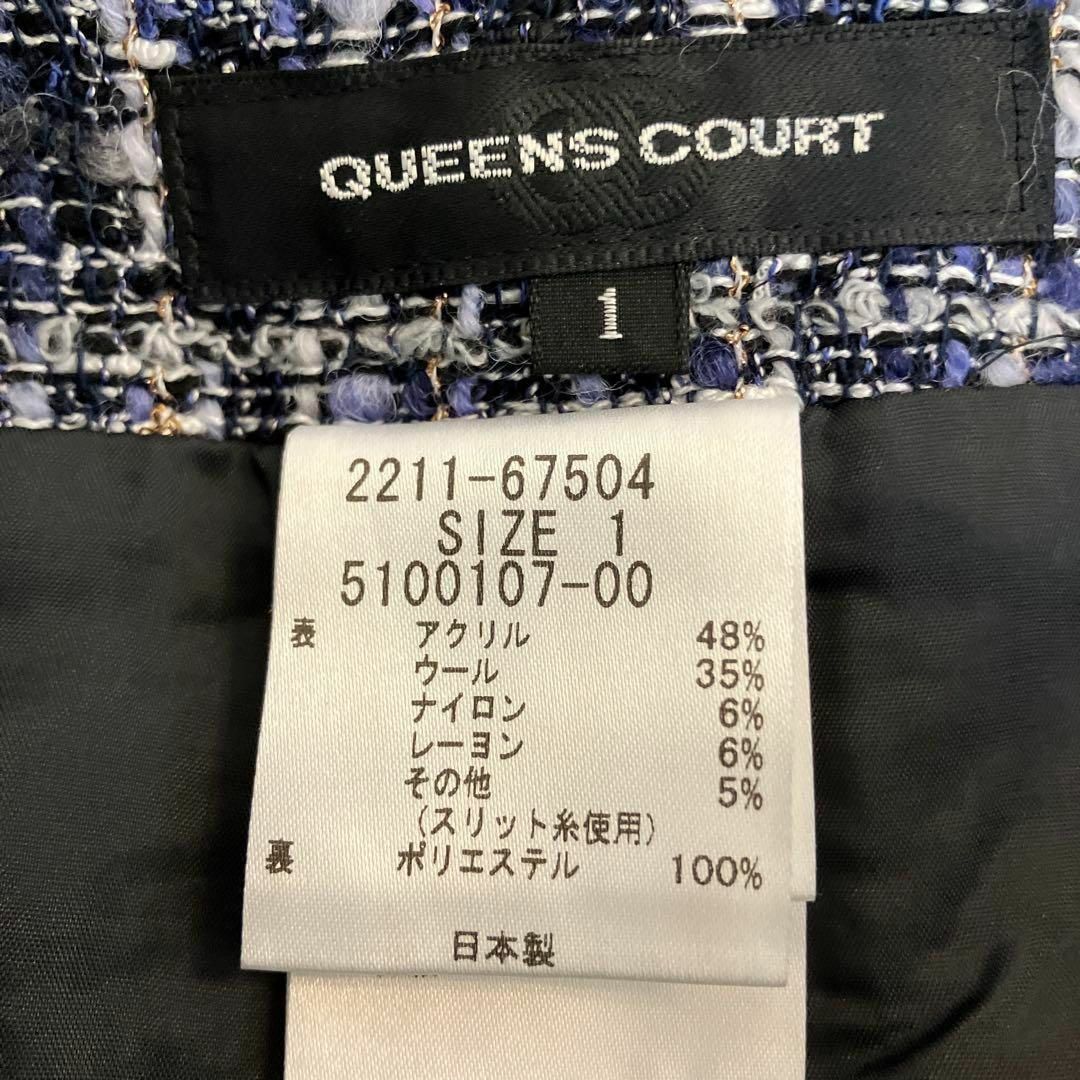 QUEENS COURT
1
2211-67504
SIZE 1
5100107-00
表 アクリル 48%
ウール 35%
ナイロン 6%
レーヨン 6%
その他 5%
(スリット糸使用)
裏 ポリエステル 100%
日本製